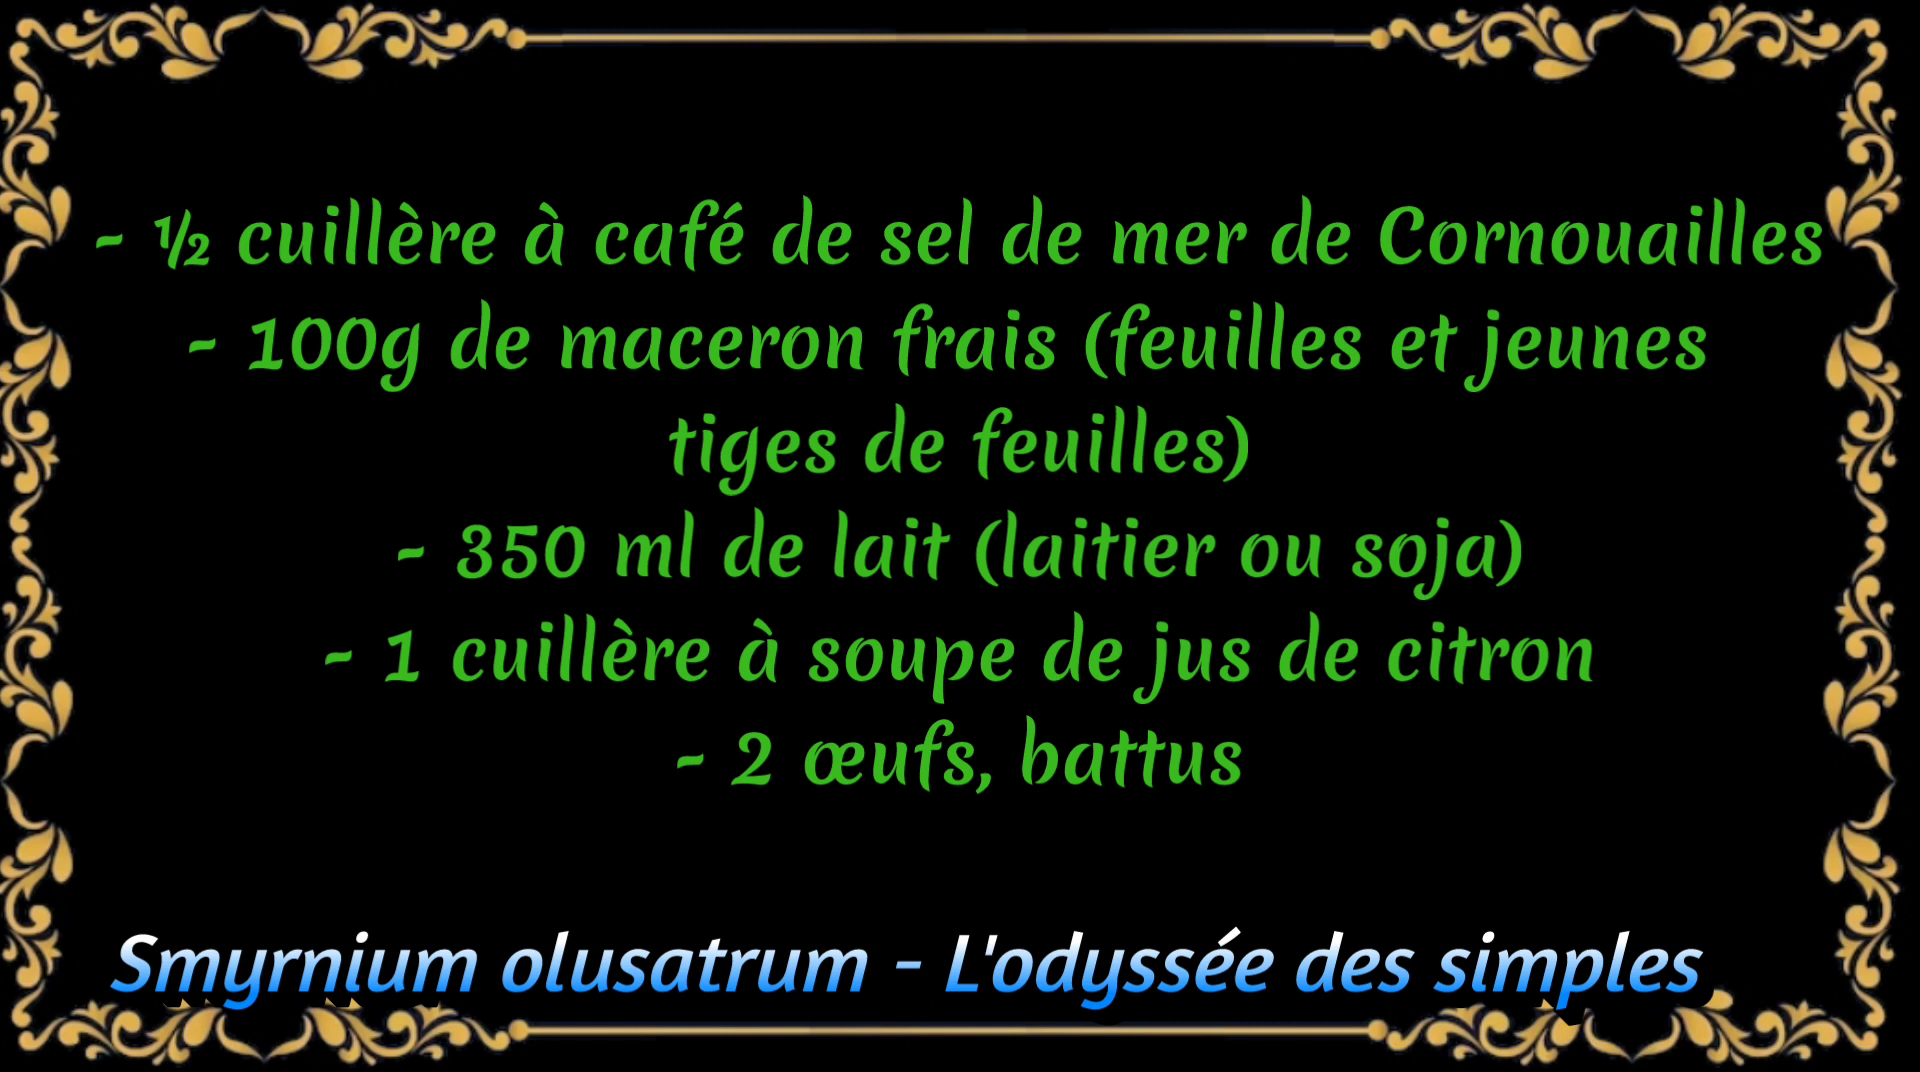 - ½ cuillère à café de sel de mer de Cornouailles
- 100g de maceron frais (feuilles et jeunes
tiges de feuilles)
- 350 ml de lait (laitier ou soja)
- 1 cuillère à soupe de jus de citron
- 2 œufs, battus
Smyrnium olusatrum - L'odyssée des simples